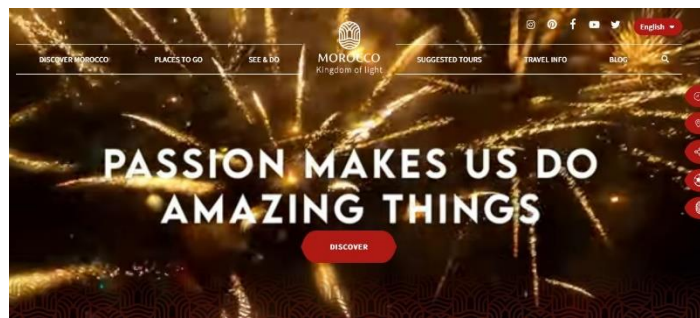 English
DISCOVER MOROCCO
PLACES TO GO
SEE & DO
MOROCCO
Kingdom of light
SUGGESTED TOURS
TRAVEL INFO
BLOG
PASSION MAKES US DO
AMAZING THINGS
DISCOVER